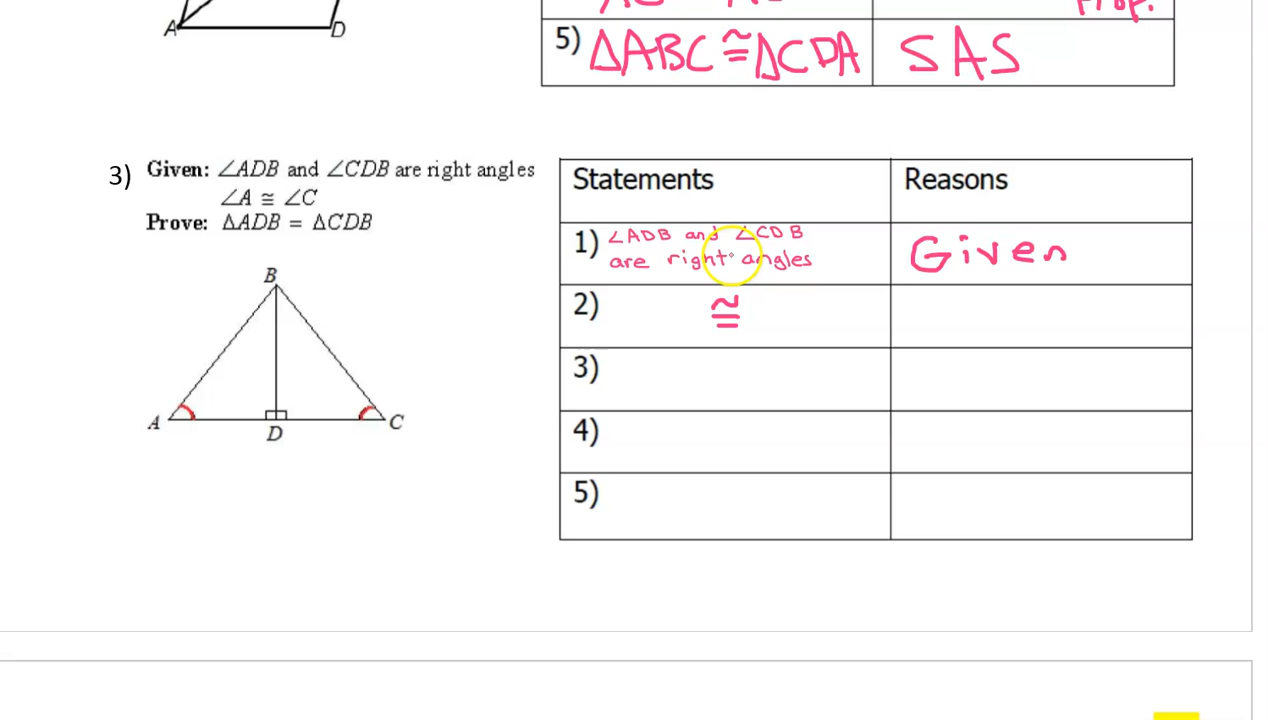 A
D
5) ΔABC ≅ ΔCDA
SAS
3) Given: ∠ADB and ∠CDB are right angles
∠A ≅ ∠C
Prove: ΔADB = ΔCDB
B
A
D
C
Statements
Reasons
1) ∠ADB and ∠CDB
are right angles
Given
2) ≅
3)
4)
5)